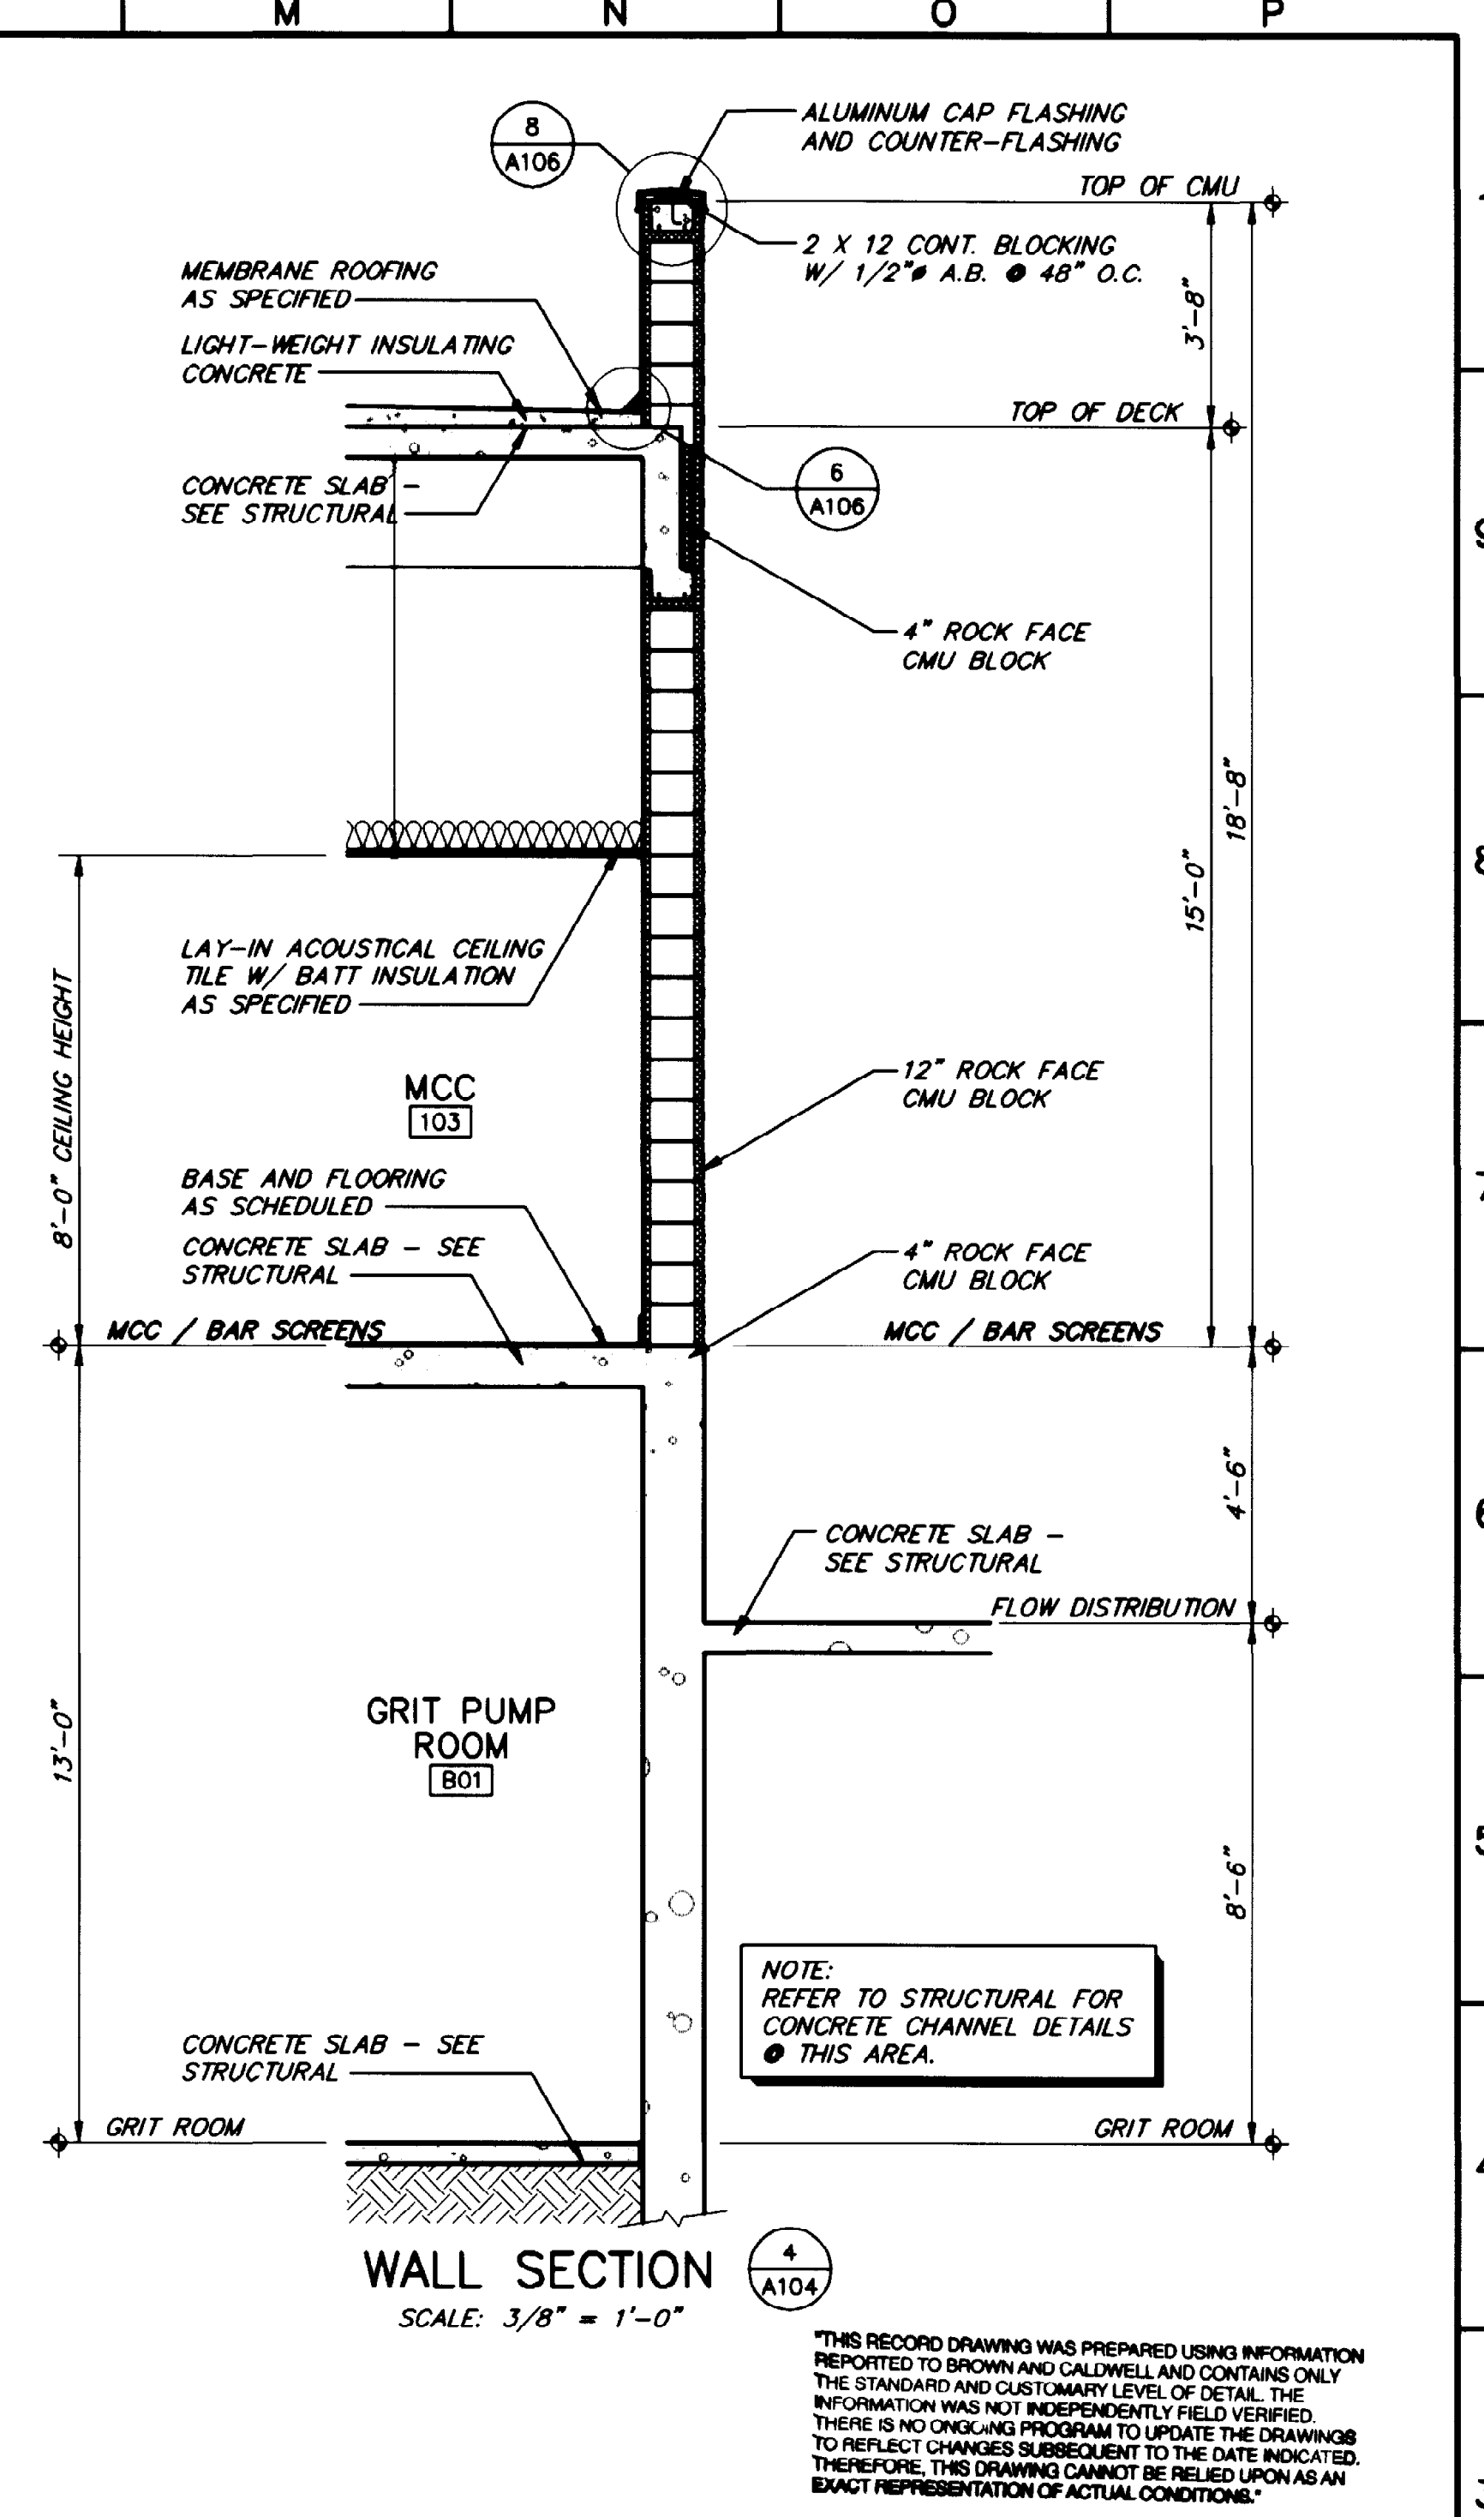 M N O P
8
A106
ALUMINUM CAP FLASHING
AND COUNTER-FLASHING
TOP OF CMU
2 X 12 CONT. BLOCKING
W/ 1/2"ø A.B. @ 48" O.C.
MEMBRANE ROOFING
AS SPECIFIED
LIGHT-WEIGHT INSULATING
CONCRETE
3'-8"
TOP OF DECK
CONCRETE SLAB -
SEE STRUCTURAL
6
A106
4" ROCK FACE
CMU BLOCK
18'-8"
15'-0"
LAY-IN ACOUSTICAL CEILING
TILE W/ BATT INSULATION
AS SPECIFIED
8'-0" CEILING HEIGHT
MCC
103
12" ROCK FACE
CMU BLOCK
BASE AND FLOORING
AS SCHEDULED
CONCRETE SLAB - SEE
STRUCTURAL
4" ROCK FACE
CMU BLOCK
MCC / BAR SCREENS
MCC / BAR SCREENS
4'-6"
CONCRETE SLAB -
SEE STRUCTURAL
FLOW DISTRIBUTION
13'-0"
GRIT PUMP
ROOM
B01
8'-6"
NOTE:
REFER TO STRUCTURAL FOR
CONCRETE CHANNEL DETAILS
@ THIS AREA.
CONCRETE SLAB - SEE
STRUCTURAL
GRIT ROOM
GRIT ROOM
WALL SECTION
4
A104
SCALE: 3/8" = 1'-0"
"THIS RECORD DRAWING WAS PREPARED USING INFORMATION
REPORTED TO BROWN AND CALDWELL AND CONTAINS ONLY
THE STANDARD AND CUSTOMARY LEVEL OF DETAIL. THE
INFORMATION WAS NOT INDEPENDENTLY FIELD VERIFIED.
THERE IS NO ONGOING PROGRAM TO UPDATE THE DRAWINGS
TO REFLECT CHANGES SUBSEQUENT TO THE DATE INDICATED.
THEREFORE, THIS DRAWING CANNOT BE RELIED UPON AS AN
EXACT REPRESENTATION OF ACTUAL CONDITIONS."